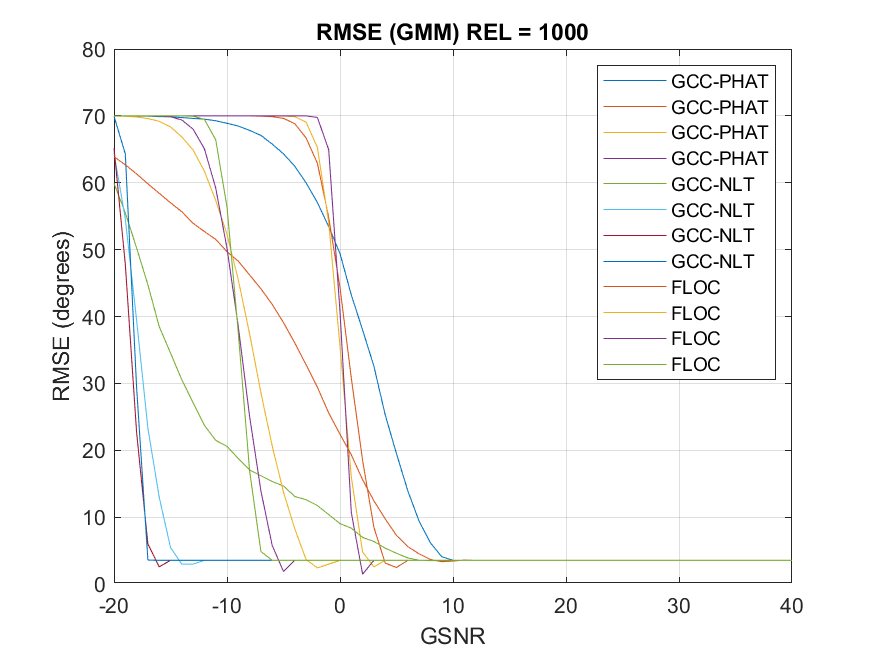 RMSE (GMM) REL = 1000
80
70
60
50
40
30
20
10
0
RMSE (degrees)
-20 -10 0 10 20 30 40
GSNR
GCC-PHAT
GCC-PHAT
GCC-PHAT
GCC-PHAT
GCC-NLT
GCC-NLT
GCC-NLT
GCC-NLT
FLOC
FLOC
FLOC
FLOC